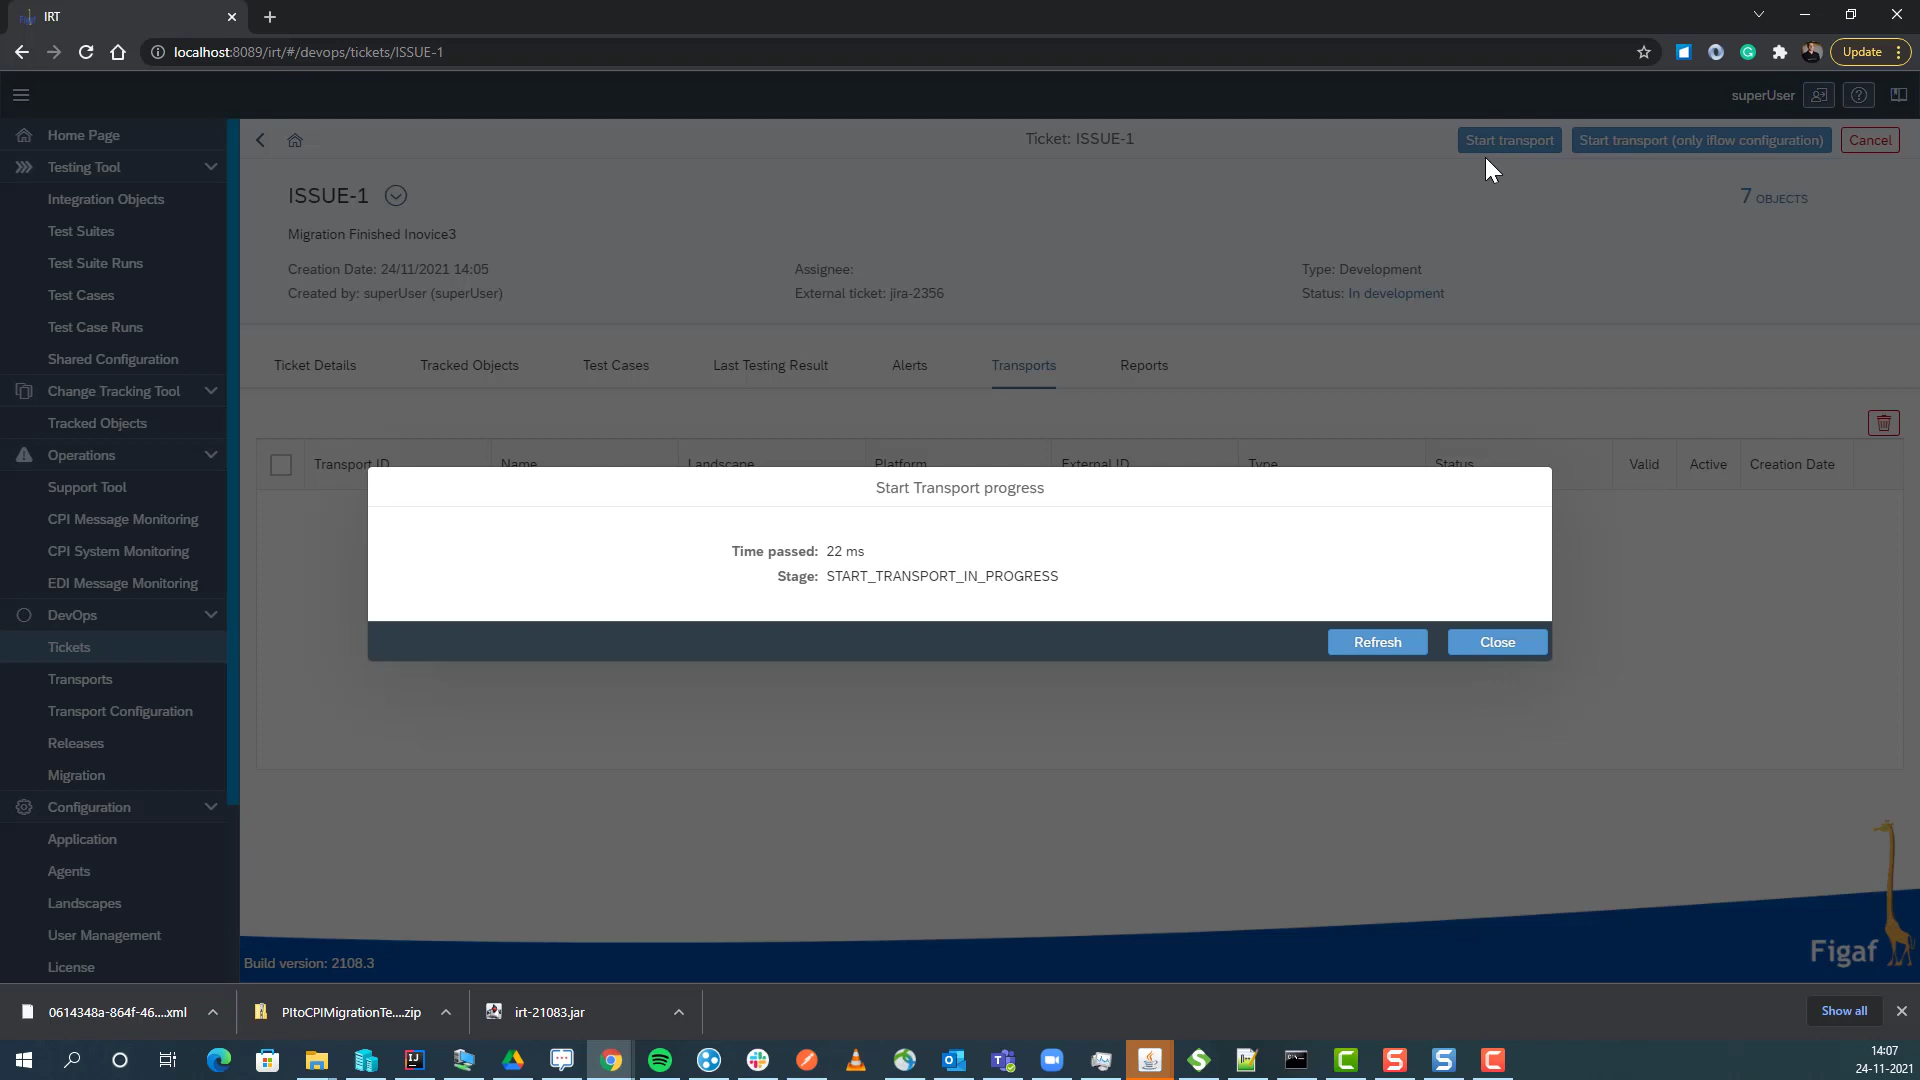 IRT
localhost:8089/irt/#/devops/tickets/ISSUE-1
Update
superUser
Home Page
Testing Tool
Integration Objects
Test Suites
Test Suite Runs
Test Cases
Test Case Runs
Shared Configuration
Change Tracking Tool
Tracked Objects
Operations
Support Tool
CPI Message Monitoring
CPI System Monitoring
EDI Message Monitoring
DevOps
Tickets
Transports
Transport Configuration
Releases
Migration
Configuration
Application
Agents
Landscapes
User Management
License
Ticket: ISSUE-1
Start transport
Start transport (only iflow configuration)
Cancel
ISSUE-1
7 OBJECTS
Migration Finished Inovice3
Creation Date: 24/11/2021 14:05
Assignee:
Type: Development
Created by: superUser (superUser)
External ticket: jira-2356
Status: In development
Ticket Details
Tracked Objects
Test Cases
Last Testing Result
Alerts
Transports
Reports
Transport ID
Name
Landscape
Platform
External ID
Type
Status
Valid
Active
Creation Date
Start Transport progress
Time passed: 22 ms
Stage: START_TRANSPORT_IN_PROGRESS
Refresh
Close
Build version: 2108.3
Figaf
0614348a-864f-46....xml
PItoCPIMigrationTe....zip
irt-21083.jar
Show all
14:07
24-11-2021